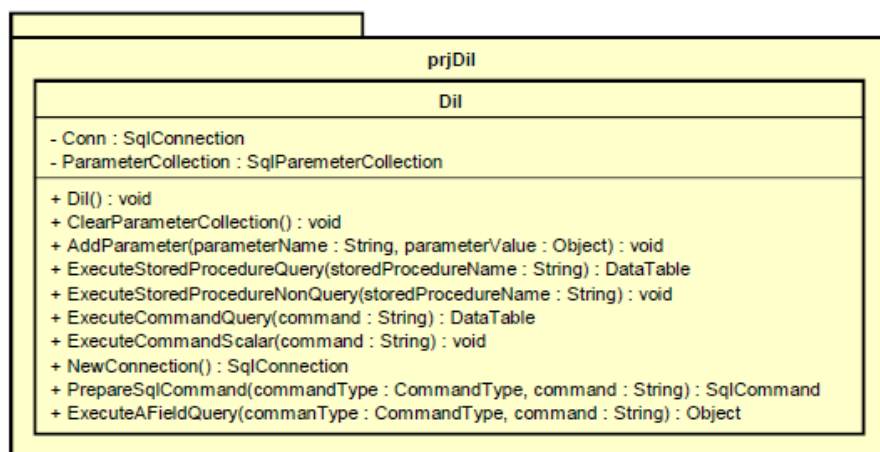 prjDil
Dil
- Conn : SqlConnection
- ParameterCollection : SqlParemeterCollection
+ Dil() : void
+ ClearParameterCollection() : void
+ AddParameter(parameterName : String, parameterValue : Object) : void
+ ExecuteStoredProcedureQuery(storedProcedureName : String) : DataTable
+ ExecuteStoredProcedureNonQuery(storedProcedureName : String) : void
+ ExecuteCommandQuery(command : String) : DataTable
+ ExecuteCommandScalar(command : String) : void
+ NewConnection() : SqlConnection
+ PrepareSqlCommand(commandType : CommandType, command : String) : SqlCommand
+ ExecuteAFieldQuery(commanType : CommandType, command : String) : Object